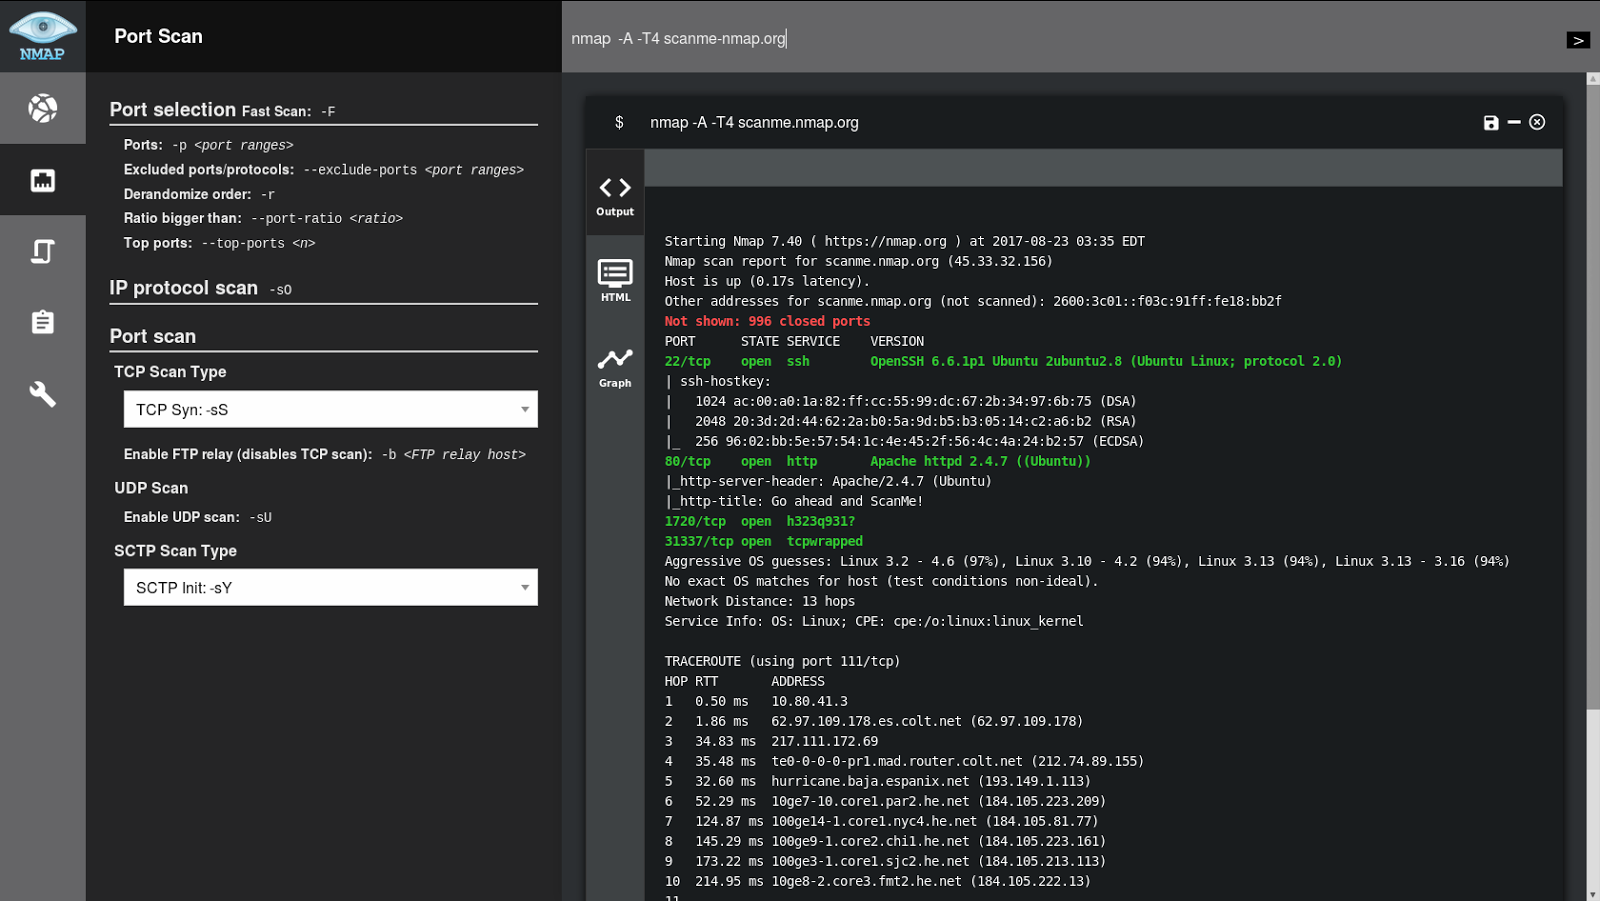 NMAP
Port Scan
nmap  -A -T4 scanme-nmap.org
>
Port selection Fast Scan: -F
Ports: -p <port ranges>
Excluded ports/protocols: --exclude-ports <port ranges>
Derandomize order: -r
Ratio bigger than: --port-ratio <ratio>
Top ports: --top-ports <n>
IP protocol scan -sO
Port scan
TCP Scan Type
TCP Syn: -sS
Enable FTP relay (disables TCP scan): -b <FTP relay host>
UDP Scan
Enable UDP scan: -sU
SCTP Scan Type
SCTP Init: -sY
$ nmap -A -T4 scanme.nmap.org
Output
HTML
Graph
Starting Nmap 7.40 ( https://nmap.org ) at 2017-08-23 03:35 EDT
Nmap scan report for scanme.nmap.org (45.33.32.156)
Host is up (0.17s latency).
Other addresses for scanme.nmap.org (not scanned): 2600:3c01::f03c:91ff:fe18:bb2f
Not shown: 996 closed ports
PORT      STATE SERVICE    VERSION
22/tcp    open  ssh        OpenSSH 6.6.1p1 Ubuntu 2ubuntu2.8 (Ubuntu Linux; protocol 2.0)
| ssh-hostkey:
|   1024 ac:00:a0:1a:82:ff:cc:55:99:dc:67:2b:34:97:6b:75 (DSA)
|   2048 20:3d:2d:44:62:2a:b0:5a:9d:b5:b3:05:14:c2:a6:b2 (RSA)
|_  256 96:02:bb:5e:57:54:1c:4e:45:2f:56:4c:4a:24:b2:57 (ECDSA)
80/tcp    open  http       Apache httpd 2.4.7 ((Ubuntu))
|_http-server-header: Apache/2.4.7 (Ubuntu)
|_http-title: Go ahead and ScanMe!
1720/tcp  open  h323q931?
31337/tcp open  tcpwrapped
Aggressive OS guesses: Linux 3.2 - 4.6 (97%), Linux 3.10 - 4.2 (94%), Linux 3.13 (94%), Linux 3.13 - 3.16 (94%)
No exact OS matches for host (test conditions non-ideal).
Network Distance: 13 hops
Service Info: OS: Linux; CPE: cpe:/o:linux:linux_kernel
TRACEROUTE (using port 111/tcp)
HOP RTT       ADDRESS
1   0.50 ms   10.80.41.3
2   1.86 ms   62.97.109.178.es.colt.net (62.97.109.178)
3   34.83 ms  217.111.172.69
4   35.48 ms  te0-0-0-0-pr1.mad.router.colt.net (212.74.89.155)
5   32.60 ms  hurricane.baja.espanix.net (193.149.1.113)
6   52.29 ms  10ge7-10.core1.par2.he.net (184.105.223.209)
7   124.87 ms 100ge14-1.core1.nyc4.he.net (184.105.81.77)
8   145.29 ms 100ge9-1.core2.chi1.he.net (184.105.223.161)
9   173.22 ms 100ge3-1.core1.sjc2.he.net (184.105.213.113)
10  214.95 ms 10ge8-2.core3.fmt2.he.net (184.105.222.13)
11